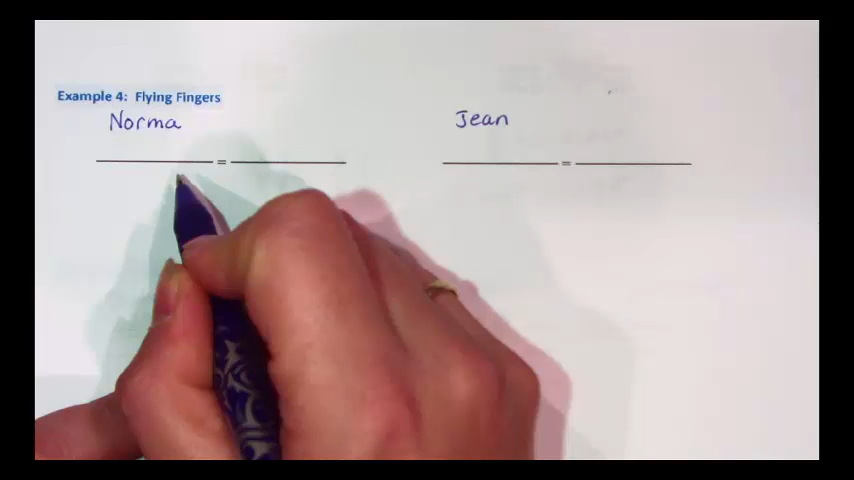 Example 4: Flying Fingers
Norma Jean
= =